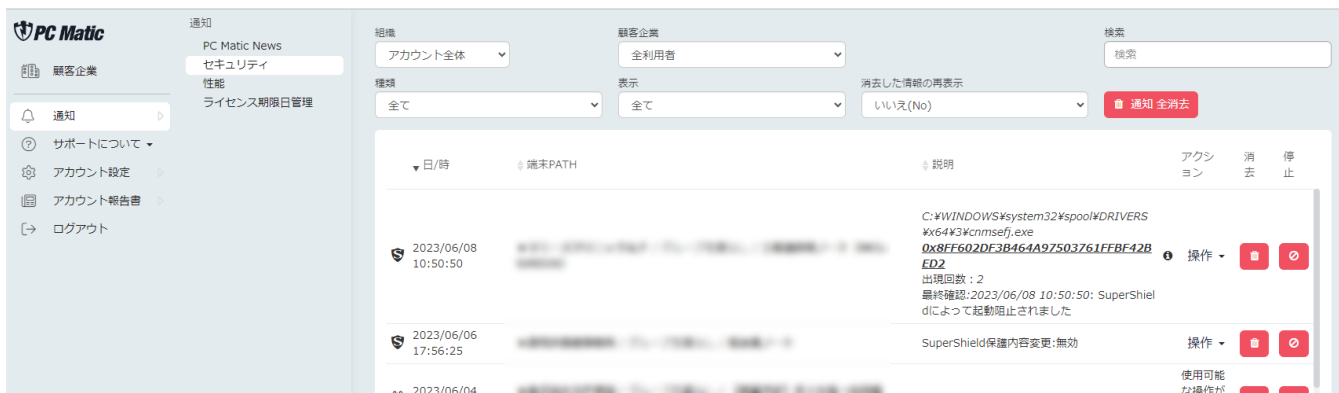 PC Matic
顧客企業
通知
サポートについて
アカウント設定
アカウント報告書
ログアウト
通知
PC Matic News
セキュリティ
性能
ライセンス期限日管理
組織
アカウント全体
顧客企業
全利用者
検索
検索
種類
全て
表示
全て
消去した情報の再表示
いいえ(No)
通知 全消去
日/時
端末PATH
説明
アクシ
ョン
消
去
停
止
2023/06/08
10:50:50
C:¥WINDOWS¥system32¥spool¥DRIVERS
¥x64¥3¥cnmsefj.exe
0x8FF602DF3B464A97503761FFBF42B
ED2
出現回数：2
最終確認:2023/06/08 10:50:50: SuperShiel
dによって起動阻止されました
操作
2023/06/06
17:56:25
SuperShield保護内容変更:無効
操作
2023/06/04
使用可能
な操作が